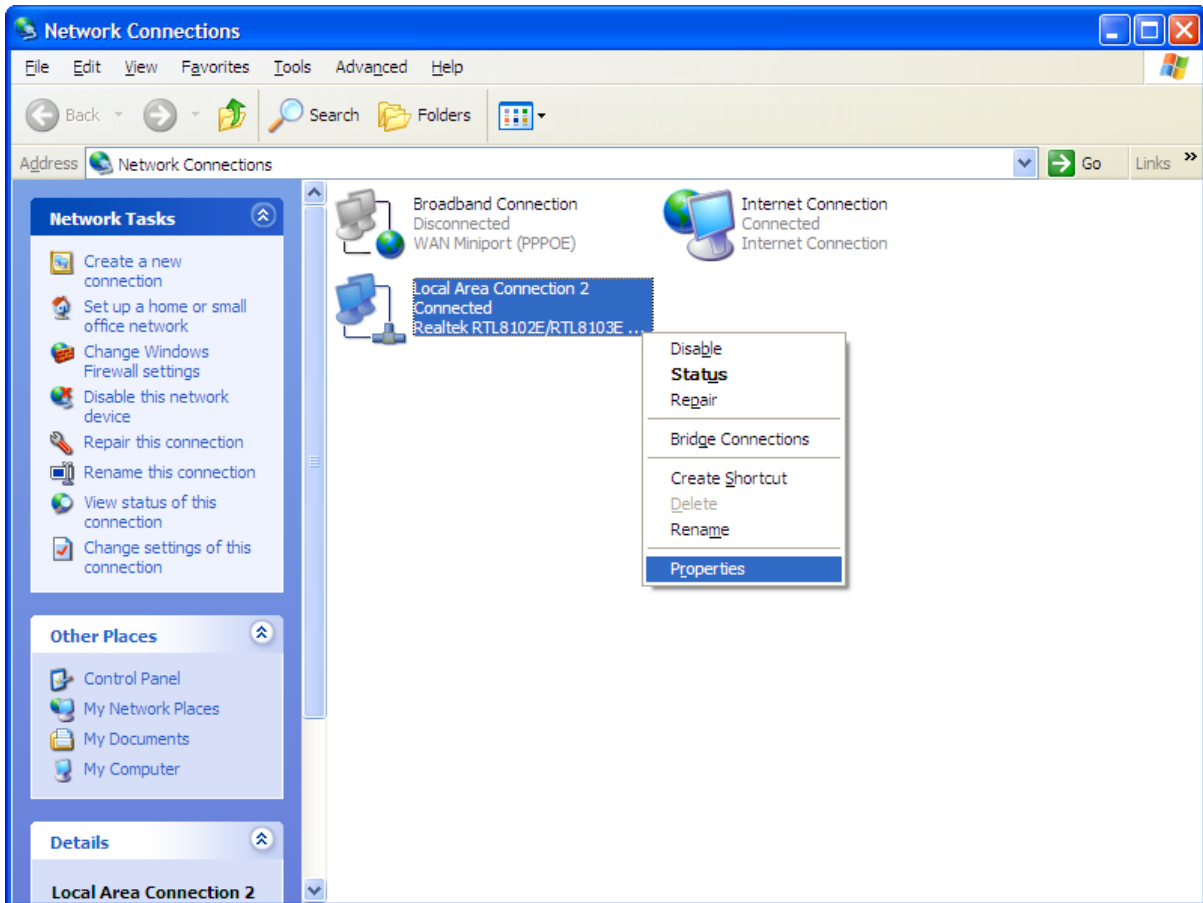 Network Connections
File Edit View Favorites Tools Advanced Help
Back Search Folders
Address Network Connections Go Links »
Network Tasks
Create a new
connection
Set up a home or small
office network
Change Windows
Firewall settings
Disable this network
device
Repair this connection
Rename this connection
View status of this
connection
Change settings of this
connection
Other Places
Control Panel
My Network Places
My Documents
My Computer
Details
Local Area Connection 2
Broadband Connection
Disconnected
WAN Miniport (PPPOE)
Internet Connection
Connected
Internet Connection
Local Area Connection 2
Connected
Realtek RTL8102E/RTL8103E ...
Disable
Status
Repair
Bridge Connections
Create Shortcut
Delete
Rename
Properties